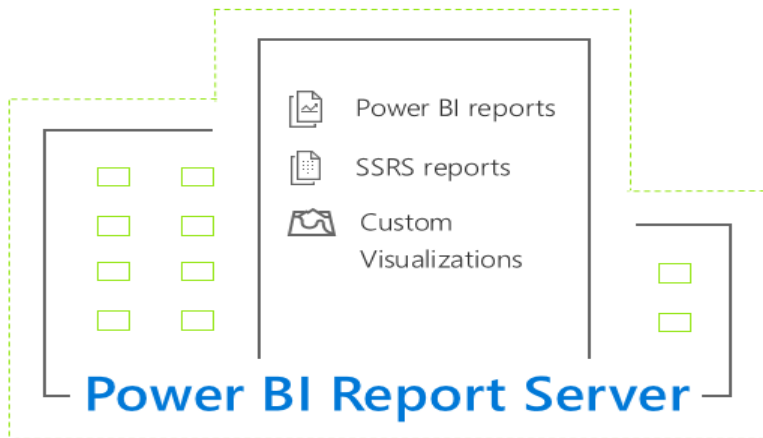 Power BI reports
SSRS reports
Custom
Visualizations
Power BI Report Server